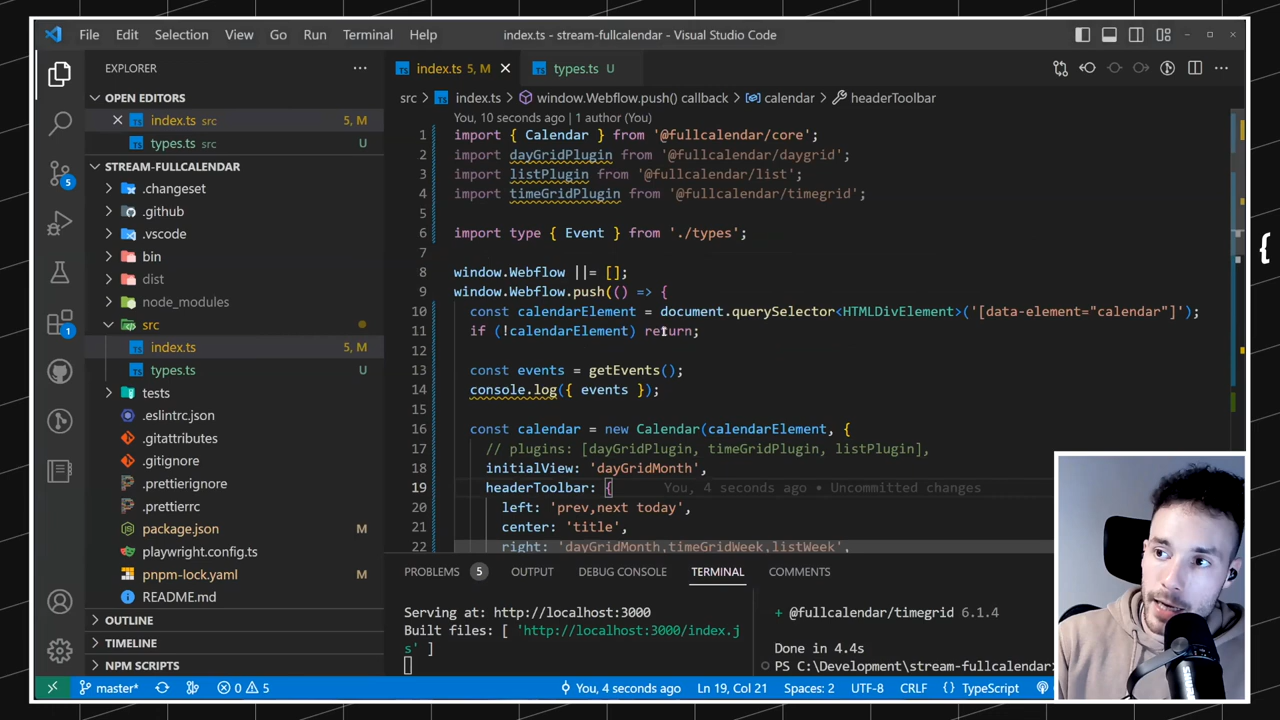 File Edit Selection View Go Run Terminal Help index.ts - stream-fullcalendar - Visual Studio Code
EXPLORER
OPEN EDITORS
index.ts src 5, M
types.ts src U
STREAM-FULLCALENDAR
.changeset
.github
.vscode
bin
dist
node_modules
src
index.ts 5, M
types.ts U
tests
.eslintrc.json
.gitattributes
.gitignore
.prettierignore
.prettierrc
package.json M
playwright.config.ts
pnpm-lock.yaml M
README.md
OUTLINE
TIMELINE
NPM SCRIPTS
5
1
index.ts 5, M types.ts U
src > index.ts > window.Webflow.push() callback > calendar > headerToolbar
You, 10 seconds ago | 1 author (You)
1 import { Calendar } from '@fullcalendar/core';
2 import dayGridPlugin from '@fullcalendar/daygrid';
3 import listPlugin from '@fullcalendar/list';
4 import timeGridPlugin from '@fullcalendar/timegrid';
5
6 import type { Event } from './types';
7
8 window.Webflow ||= [];
9 window.Webflow.push(() => {
10 const calendarElement = document.querySelector<HTMLDivElement>('[data-element="calendar"]');
11 if (!calendarElement) return;
12
13 const events = getEvents();
14 console.log({ events });
15
16 const calendar = new Calendar(calendarElement, {
17 // plugins: [dayGridPlugin, timeGridPlugin, listPlugin],
18 initialView: 'dayGridMonth',
19 headerToolbar: { You, 4 seconds ago • Uncommitted changes
20 left: 'prev,next today',
21 center: 'title',
22 right: 'dayGridMonth,timeGridWeek,listWeek',
PROBLEMS 5 OUTPUT DEBUG CONSOLE TERMINAL COMMENTS
Serving at: http://localhost:3000
Built files: [ 'http://localhost:3000/index.j
s' ]
+ @fullcalendar/timegrid 6.1.4
Done in 4.4s
PS C:\Development\stream-fullcalendar>
master* 0 5 You, 4 seconds ago Ln 19, Col 21 Spaces: 2 UTF-8 CRLF {} TypeScript
{